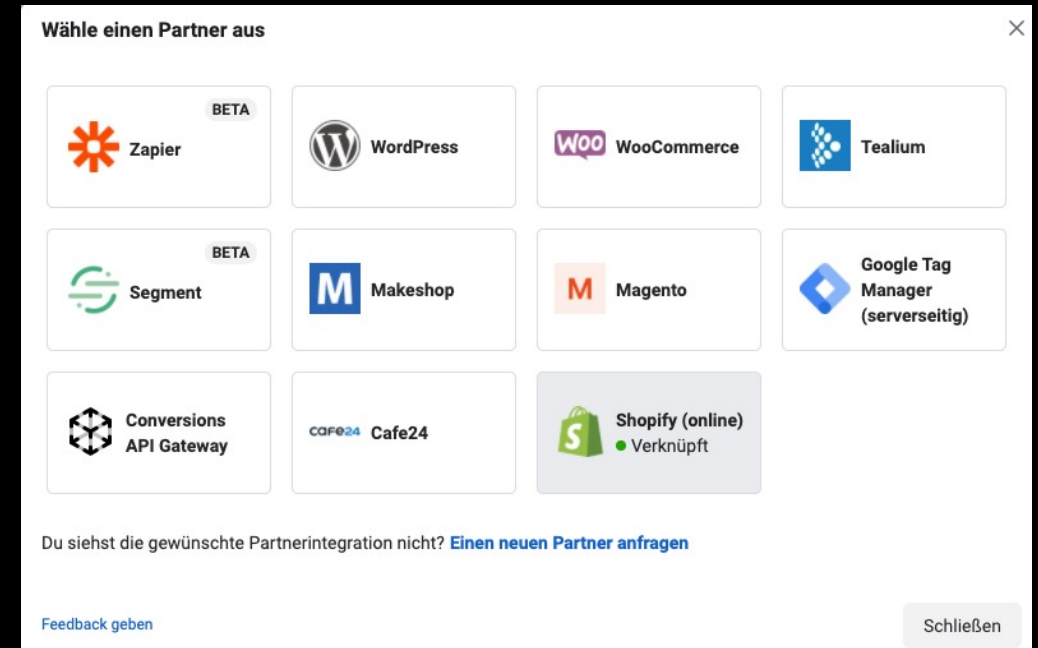 Wähle einen Partner aus
BETA
Zapier
WordPress
Woo WooCommerce
Tealium
BETA
Segment
M Makeshop
M Magento
Google Tag
Manager
(serverseitig)
Conversions
API Gateway
CAFE24 Cafe24
Shopify (online)
Verknüpft
Du siehst die gewünschte Partnerintegration nicht? Einen neuen Partner anfragen
Feedback geben
Schließen